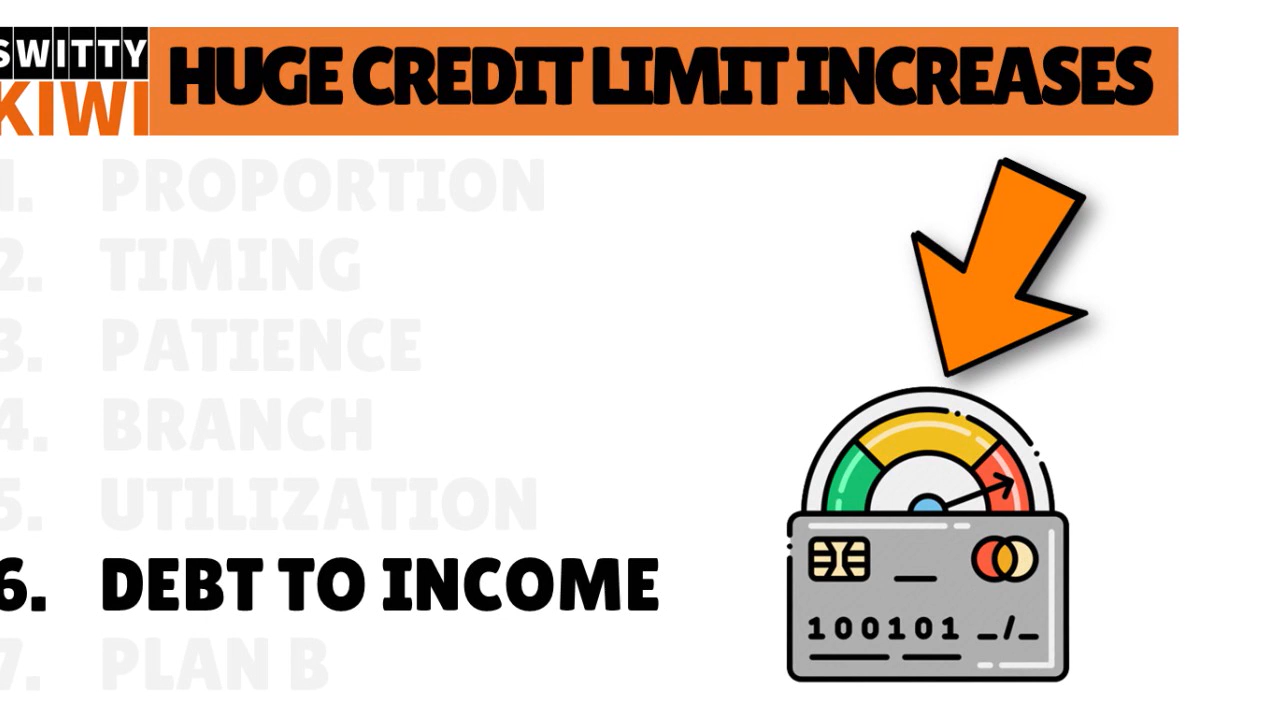 SWITTY
KIWI
HUGE CREDIT LIMIT INCREASES
1. PROPORTION
2. TIMING
3. PATIENCE
4. BRANCH
5. UTILIZATION
6. DEBT TO INCOME
7. PLAN B
100101 _/_